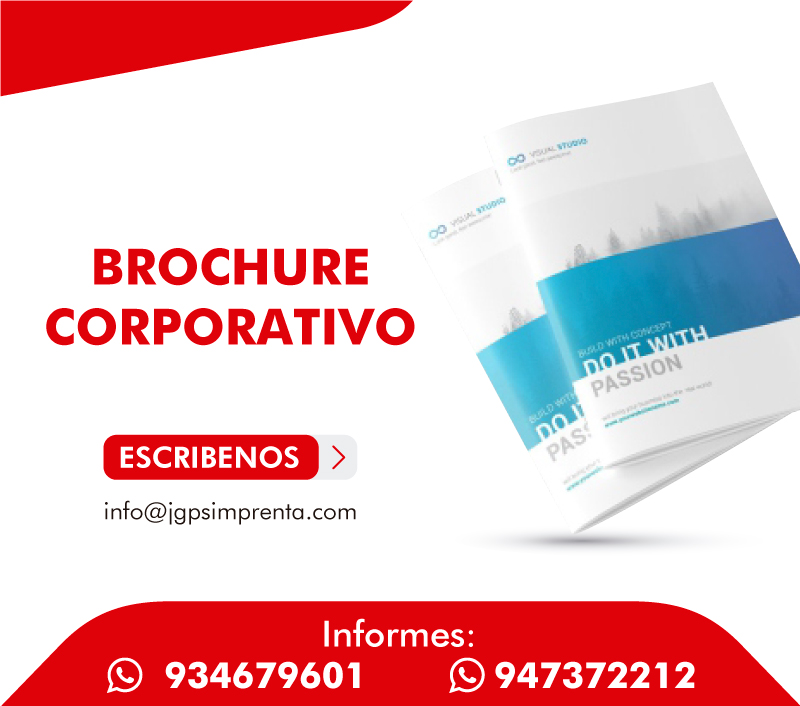 BROCHURE
CORPORATIVO
ESCRIBENOS
info@jgpsimprenta.com
VISUAL STUDIO
VISUAL STUDIO
BUILD WITH CONCEPT
DO IT WITH
PASSION
BUILD WITH
DO I
PAS
Informes:
934679601
947372212